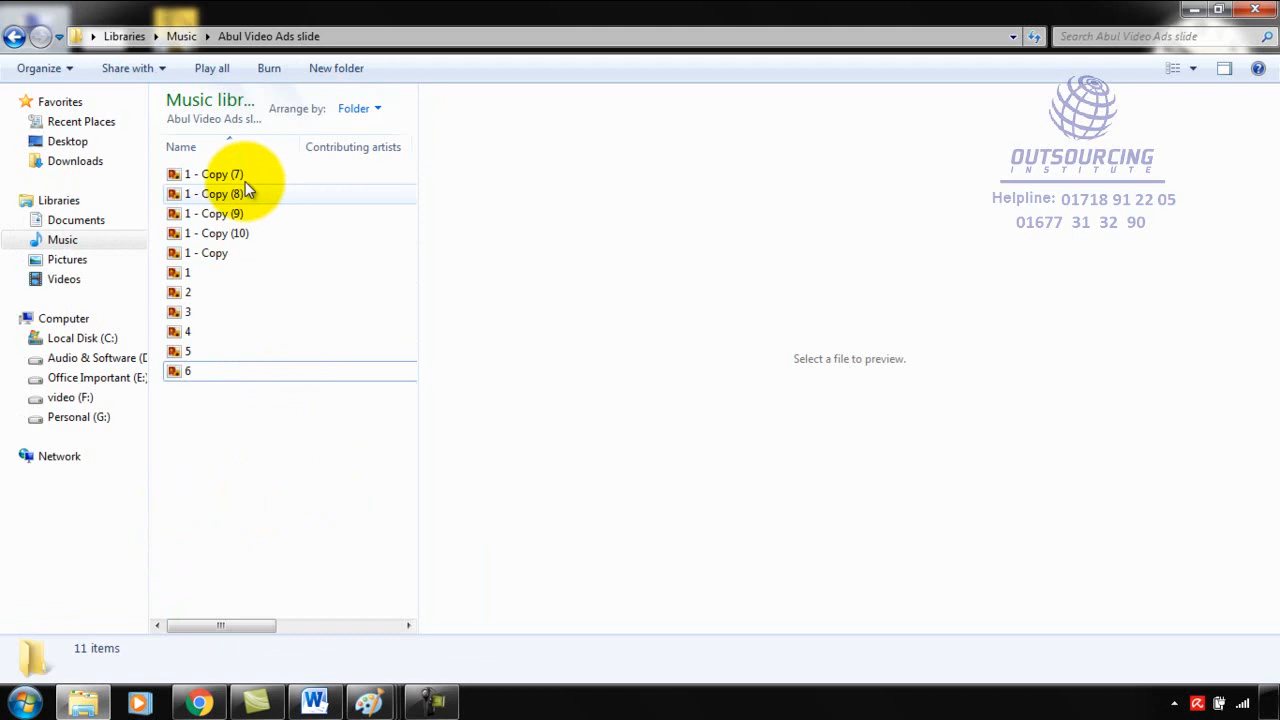 Libraries Music Abul Video Ads slide Search Abul Video Ads slide
Organize Share with Play all Burn New folder
Favorites
Recent Places
Desktop
Downloads
Libraries
Documents
Music
Pictures
Videos
Computer
Local Disk (C:)
Audio & Software (D
Office Important (E:)
video (F:)
Personal (G:)
Network
Music libr...
Abul Video Ads sl...
Arrange by: Folder
Name Contributing artists
1 - Copy (7)
1 - Copy (8)
1 - Copy (9)
1 - Copy (10)
1 - Copy
1
2
3
4
5
6
Select a file to preview.
OUTSOURCING
INSTITUTE
Helpline: 01718 91 22 05
01677 31 32 90
11 items